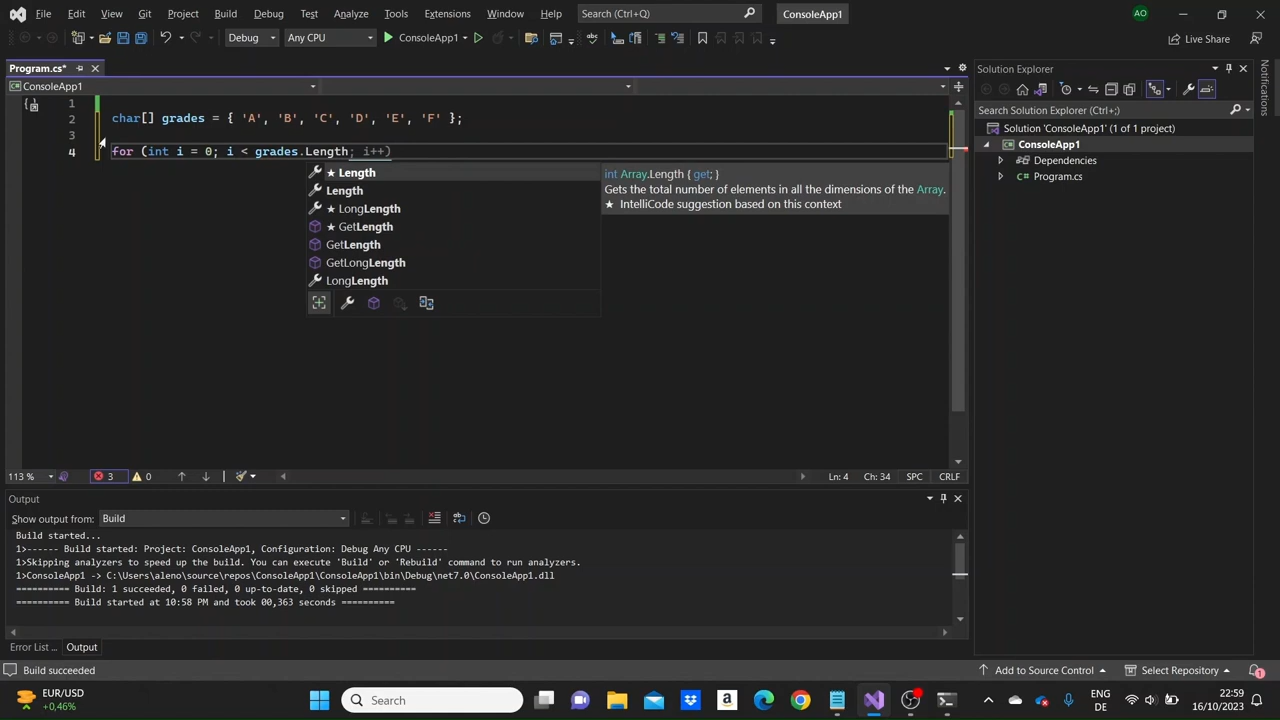 File Edit View Git Project Build Debug Test Analyze Tools Extensions Window Help Search (Ctrl+Q) ConsoleApp1 AO
Debug Any CPU ConsoleApp1 Live Share
Program.cs*
ConsoleApp1
1
2 char[] grades = { 'A', 'B', 'C', 'D', 'E', 'F' };
3
4 for (int i = 0; i < grades.Length; i++)
★ Length
Length
★ LongLength
★ GetLength
GetLength
GetLongLength
LongLength
int Array.Length { get; }
Gets the total number of elements in all the dimensions of the Array.
★ IntelliCode suggestion based on this context
113 % 3 0 Ln: 4 Ch: 34 SPC CRLF
Output
Show output from: Build
Build started...
1>------ Build started: Project: ConsoleApp1, Configuration: Debug Any CPU ------
1>Skipping analyzers to speed up the build. You can execute 'Build' or 'Rebuild' command to run analyzers.
1>ConsoleApp1 -> C:\Users\aleno\source\repos\ConsoleApp1\ConsoleApp1\bin\Debug\net7.0\ConsoleApp1.dll
========== Build: 1 succeeded, 0 failed, 0 up-to-date, 0 skipped ==========
========== Build started at 10:58 PM and took 00,363 seconds ==========
Error List ... Output
Solution Explorer
Search Solution Explorer (Ctrl+;)
Solution 'ConsoleApp1' (1 of 1 project)
ConsoleApp1
Dependencies
Program.cs
Notifications
Build succeeded Add to Source Control Select Repository 1
EUR/USD
+0,46%
Search
ENG
DE
22:59
16/10/2023